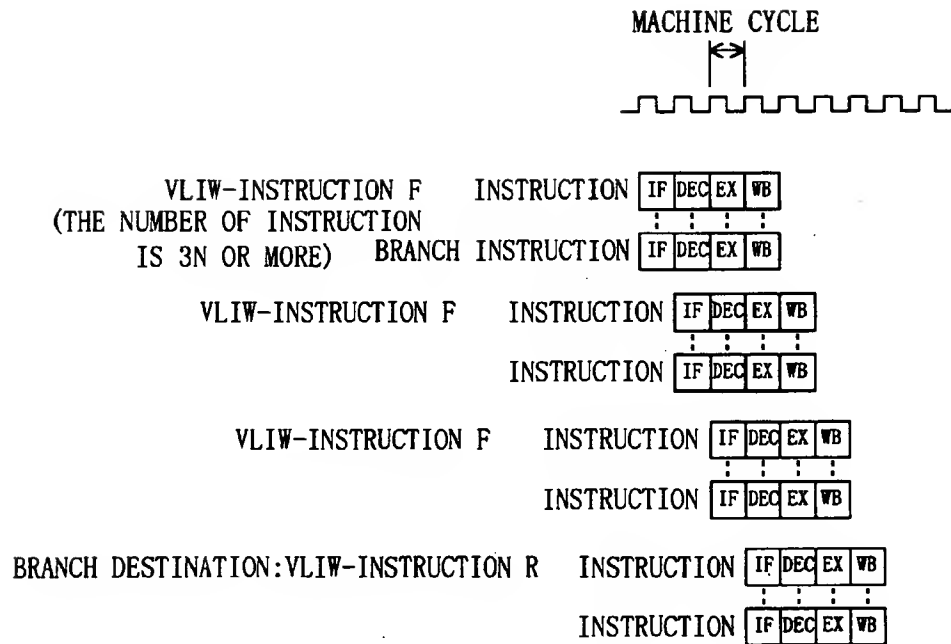 MACHINE CYCLE
VLIW-INSTRUCTION F INSTRUCTION IF DEC EX WB
(THE NUMBER OF INSTRUCTION
IS 3N OR MORE) BRANCH INSTRUCTION IF DEC EX WB
VLIW-INSTRUCTION F INSTRUCTION IF DEC EX WB
INSTRUCTION IF DEC EX WB
VLIW-INSTRUCTION F INSTRUCTION IF DEC EX WB
INSTRUCTION IF DEC EX WB
BRANCH DESTINATION:VLIW-INSTRUCTION R INSTRUCTION IF DEC EX WB
INSTRUCTION IF DEC EX WB